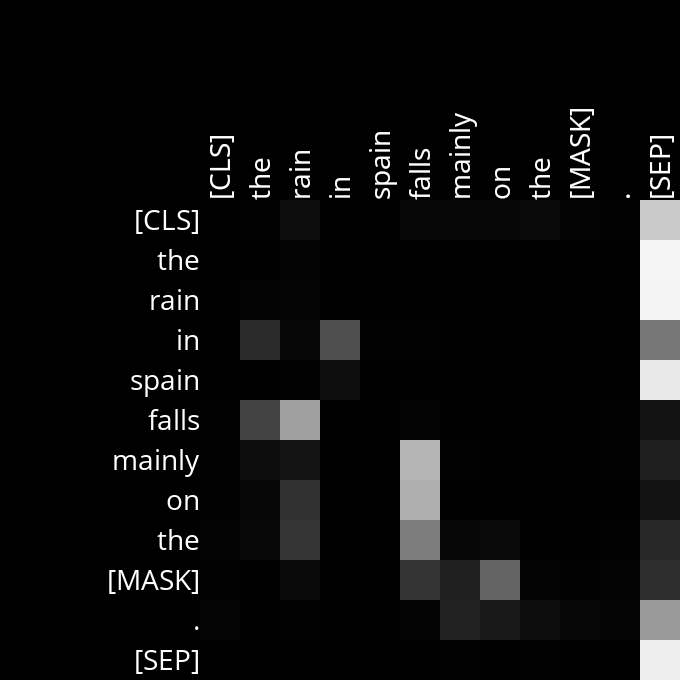 [CLS]
the
rain
in
spain
falls
mainly
on
the
[MASK]
.
[SEP]
[CLS]
the
rain
in
spain
falls
mainly
on
the
[MASK]
.
[SEP]